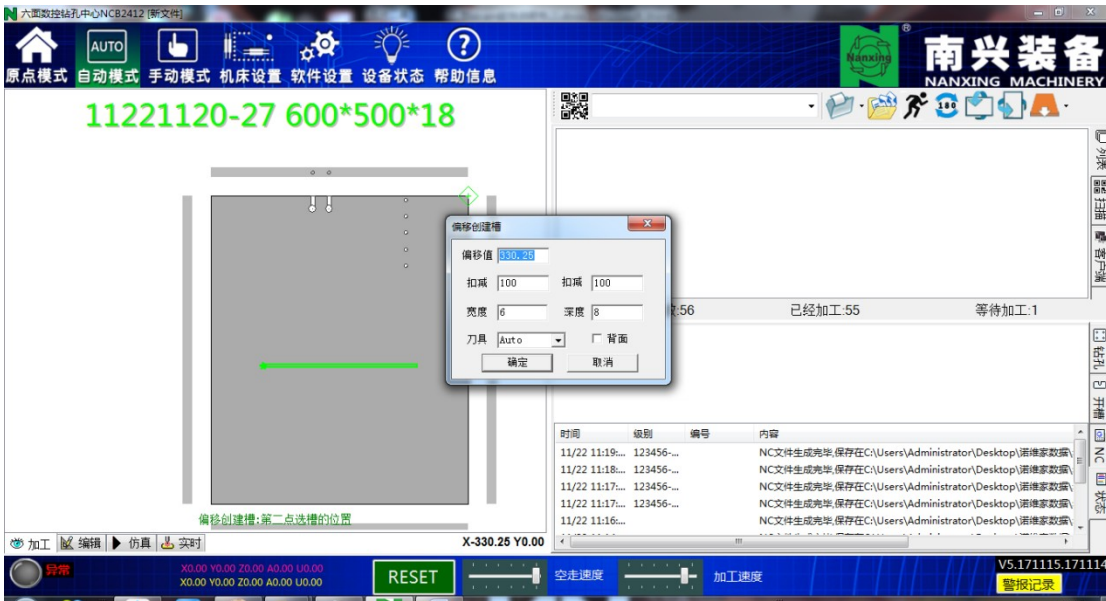 六面数控钻孔中心NCB2412 [新文件]
原点模式 自动模式 手动模式 机床设置 软件设置 设备状态 帮助信息
AUTO
Nanxing
®
南兴装备
NANXING MACHINERY
11221120-27 600*500*18
180
列表
扫描
客户端
偏移创建槽
偏移值 330.25
扣减 100 扣减 100
宽度 6 深度 8
刀具 Auto 背面
确定 取消
:56 已经加工:55 等待加工:1
钻孔
开槽
NC
状态
时间 级别 编号 内容
11/22 11:19:... 123456-... NC文件生成完毕,保存在C:\Users\Administrator\Desktop\诺维家数据\
11/22 11:18:... 123456-... NC文件生成完毕,保存在C:\Users\Administrator\Desktop\诺维家数据\
11/22 11:17:... 123456-... NC文件生成完毕,保存在C:\Users\Administrator\Desktop\诺维家数据\
11/22 11:17:... 123456-... NC文件生成完毕,保存在C:\Users\Administrator\Desktop\诺维家数据\
11/22 11:16:... NC文件生成完毕,保存在C:\Users\Administrator\Desktop\诺维家数据\
偏移创建槽:第二点选槽的位置
加工 编辑 仿真 实时 X-330.25 Y0.00
异常
X0.00 Y0.00 Z0.00 A0.00 U0.00
X0.00 Y0.00 Z0.00 A0.00 U0.00
RESET
空走速度
加工速度
V5.171115.171114
警报记录